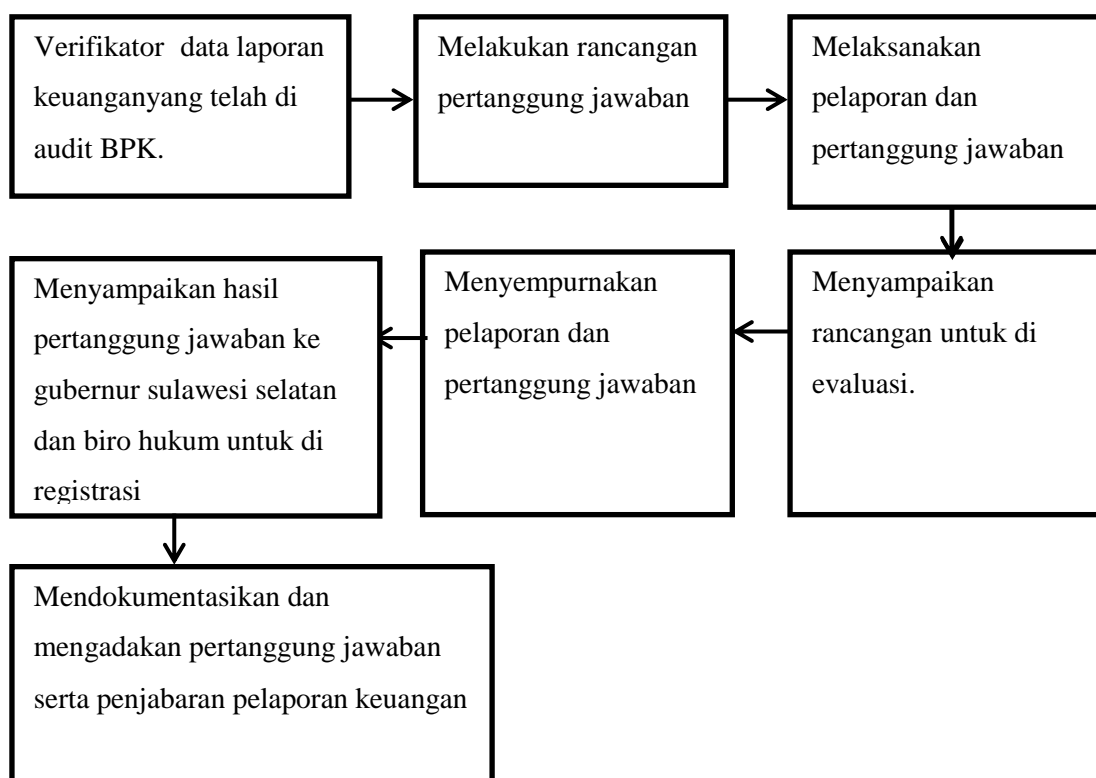 Verifikator  data laporan
keuanganyang telah di
audit BPK.
Melakukan rancangan
pertanggung jawaban
Melaksanakan
pelaporan dan
pertanggung jawaban
Menyampaikan
rancangan untuk di
evaluasi.
Menyempurnakan
pelaporan dan
pertanggung jawaban
Menyampaikan hasil
pertanggung jawaban ke
gubernur sulawesi selatan
dan biro hukum untuk di
registrasi
Mendokumentasikan dan
mengadakan pertanggung jawaban
serta penjabaran pelaporan keuangan